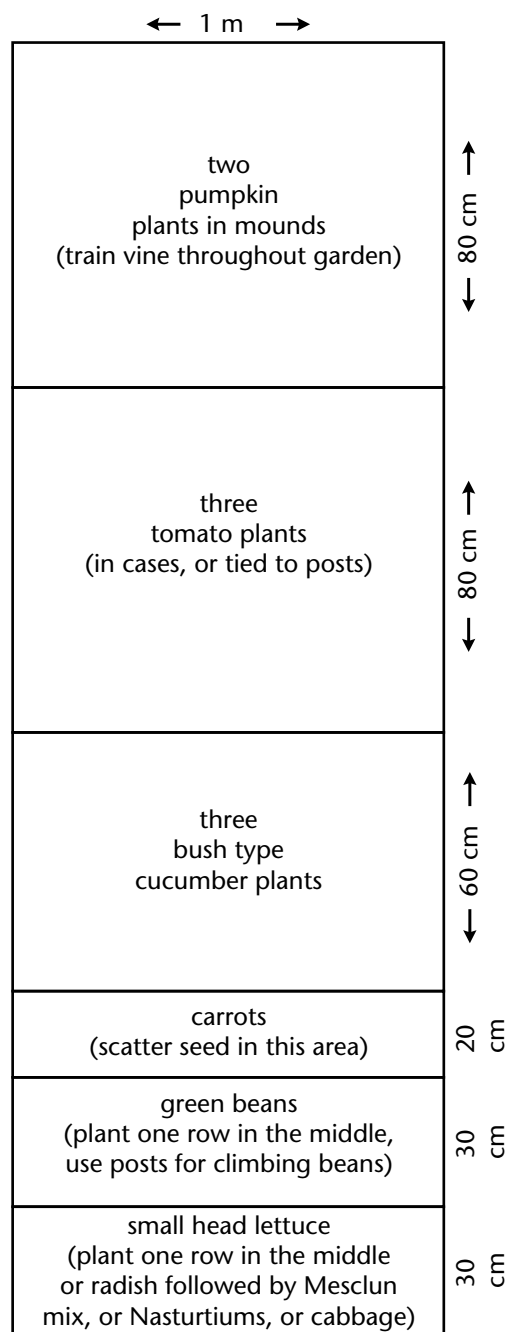 1 m
two
pumpkin
plants in mounds
(train vine throughout garden)
80 cm
three
tomato plants
(in cases, or tied to posts)
80 cm
three
bush type
cucumber plants
60 cm
carrots
(scatter seed in this area)
20
cm
green beans
(plant one row in the middle,
use posts for climbing beans)
30
cm
small head lettuce
(plant one row in the middle
or radish followed by Mesclun
mix, or Nasturtiums, or cabbage)
30
cm